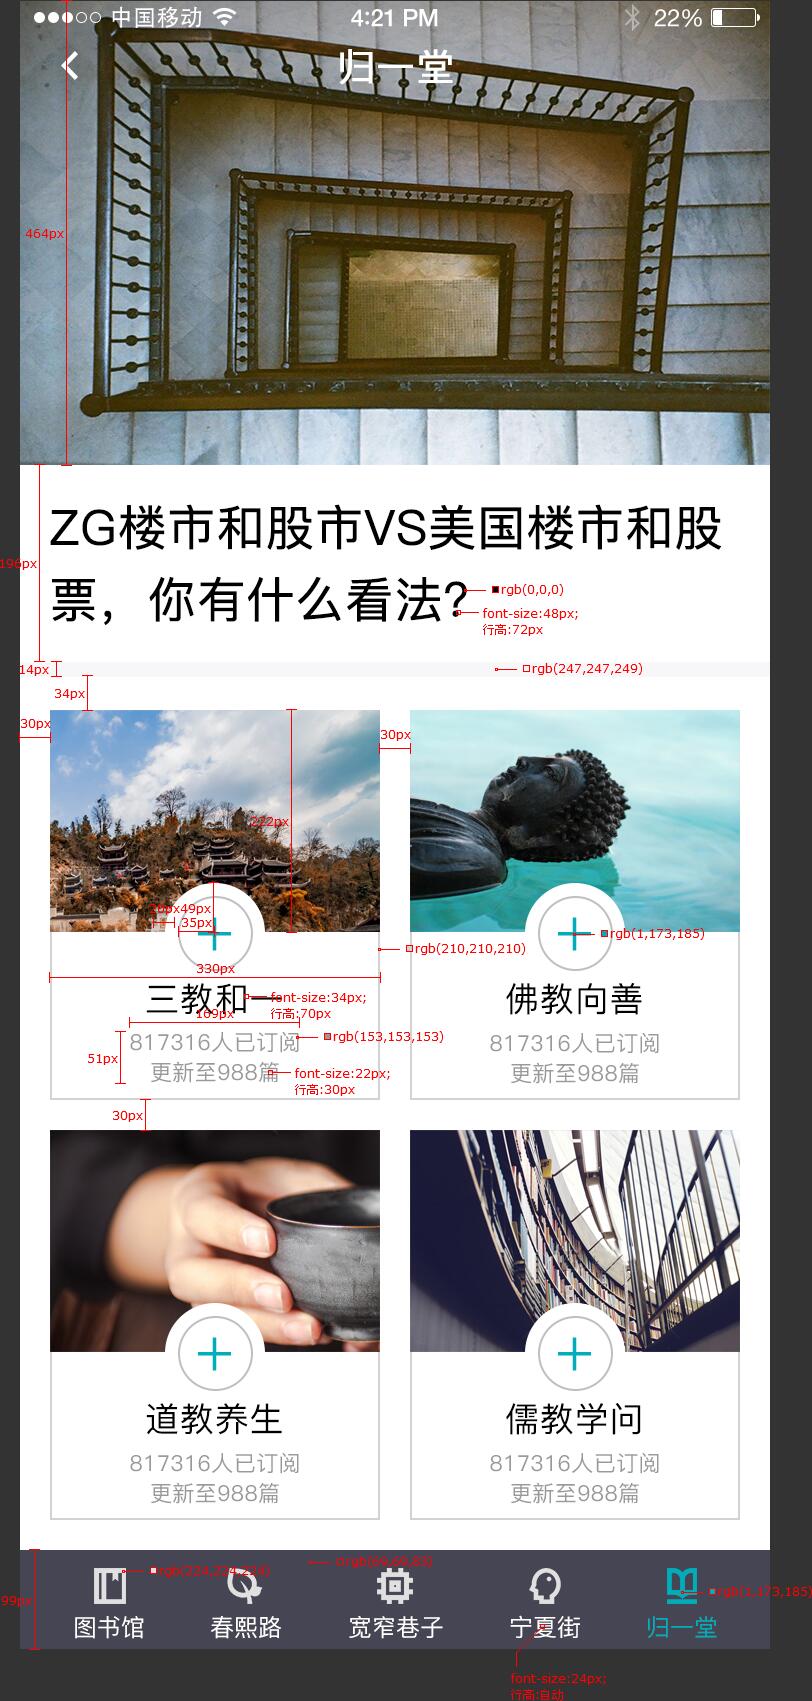 中国移动 4:21 PM 22%
归一堂
464px
ZG楼市和股市VS美国楼市和股
票，你有什么看法？
196px
rgb(0,0,0)
font-size:48px;
行高:72px
14px
rgb(247,247,249)
34px
30px
30px
222px
49px
35px
rgb(1,173,185)
rgb(210,210,210)
330px
三教和一
font-size:34px;
行高:70px
佛教向善
169px
817316人已订阅
rgb(153,153,153)
817316人已订阅
51px
更新至988篇
font-size:22px;
行高:30px
更新至988篇
30px
道教养生
儒教学问
817316人已订阅
817316人已订阅
更新至988篇
更新至988篇
rgb(224,224,224)
rgb(1,173,185)
99px
图书馆 春熙路 宽窄巷子 宁夏街 归一堂
font-size:24px;
行高:自动